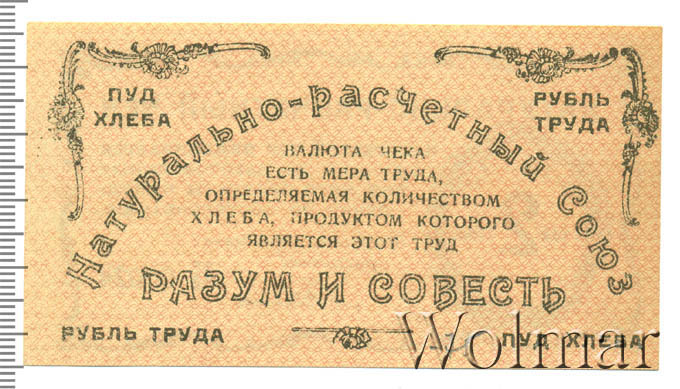 ПУД ХЛЕБА
РУБЛЬ ТРУДА
Натурально-расчетный Союз
ВАЛЮТА ЧЕКА
ЕСТЬ МЕРА ТРУДА,
ОПРЕДЕЛЯЕМАЯ КОЛИЧЕСТВОМ
ХЛЕБА, ПРОДУКТОМ КОТОРОГО
ЯВЛЯЕТСЯ ЭТОТ ТРУД
РАЗУМ И СОВЕСТЬ
РУБЛЬ ТРУДА
ПУД ХЛЕБА
Wolmar